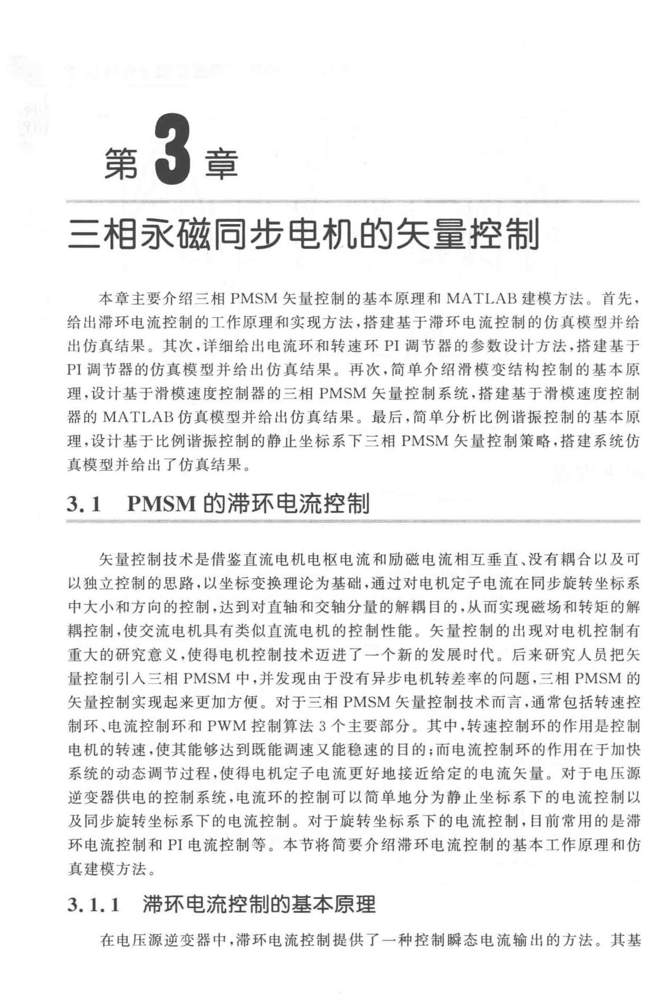 第3章
三相永磁同步电机的矢量控制
本章主要介绍三相 PMSM 矢量控制的基本原理和 MATLAB 建模方法。首先，
给出滞环电流控制的工作原理和实现方法，搭建基于滞环电流控制的仿真模型并给
出仿真结果。其次，详细给出电流环和转速环 PI 调节器的参数设计方法，搭建基于
PI 调节器的仿真模型并给出仿真结果。再次，简单介绍滑模变结构控制的基本原
理，设计基于滑模速度控制器的三相 PMSM 矢量控制系统，搭建基于滑模速度控制
器的 MATLAB 仿真模型并给出仿真结果。最后，简单分析比例谐振控制的基本原
理，设计基于比例谐振控制的静止坐标系下三相 PMSM 矢量控制策略，搭建系统仿
真模型并给出了仿真结果。
3.1 PMSM 的滞环电流控制
矢量控制技术是借鉴直流电机电枢电流和励磁电流相互垂直、没有耦合以及可
以独立控制的思路，以坐标变换理论为基础，通过对电机定子电流在同步旋转坐标系
中大小和方向的控制，达到对直轴和交轴分量的解耦目的，从而实现磁场和转矩的解
耦控制，使交流电机具有类似直流电机的控制性能。矢量控制的出现对电机控制有
重大的研究意义，使得电机控制技术迈进了一个新的发展时代。后来研究人员把矢
量控制引入三相 PMSM 中，并发现由于没有异步电机转差率的问题，三相 PMSM 的
矢量控制实现起来更加方便。对于三相 PMSM 矢量控制技术而言，通常包括转速控
制环、电流控制环和 PWM 控制算法 3 个主要部分。其中，转速控制环的作用是控制
电机的转速，使其能够达到既能调速又能稳速的目的；而电流控制环的作用在于加快
系统的动态调节过程，使得电机定子电流更好地接近给定的电流矢量。对于电压源
逆变器供电的控制系统，电流环的控制可以简单地分为静止坐标系下的电流控制以
及同步旋转坐标系下的电流控制。对于旋转坐标系下的电流控制，目前常用的是滞
环电流控制和 PI 电流控制等。本节将简要介绍滞环电流控制的基本工作原理和仿
真建模方法。
3.1.1 滞环电流控制的基本原理
在电压源逆变器中，滞环电流控制提供了一种控制瞬态电流输出的方法。其基